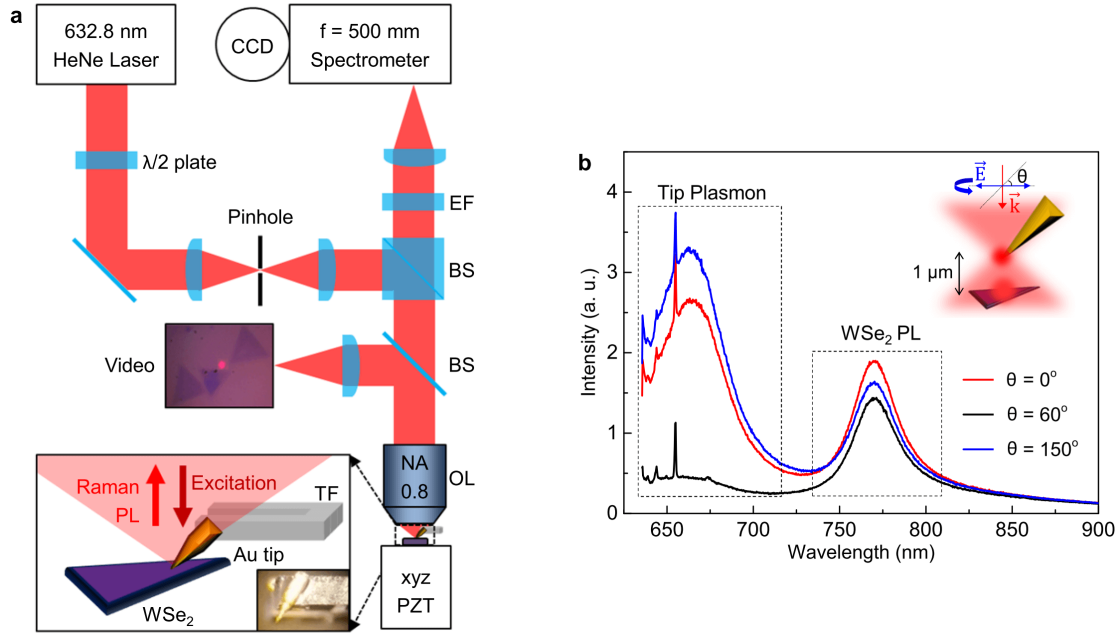 a
632.8 nm
HeNe Laser
CCD
f = 500 mm
Spectrometer
λ/2 plate
EF
Pinhole
BS
Video
BS
NA
0.8
OL
Raman
PL
Excitation
TF
Au tip
WSe₂
xyz
PZT
b
Intensity (a. u.)
4
3
2
1
0
Tip Plasmon
WSe₂ PL
E
θ
k
1 μm
θ = 0°
θ = 60°
θ = 150°
650 700 750 800 850 900
Wavelength (nm)